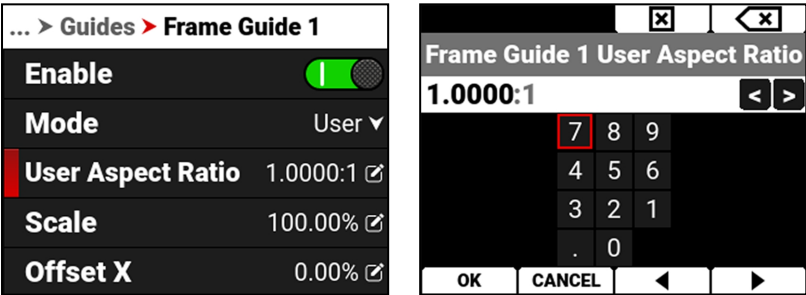 ... > Guides > Frame Guide 1
Enable
Mode User
User Aspect Ratio 1.0000:1
Scale 100.00%
Offset X 0.00%
Frame Guide 1 User Aspect Ratio
1.0000:1 < >
7 8 9
4 5 6
3 2 1
. 0
OK CANCEL